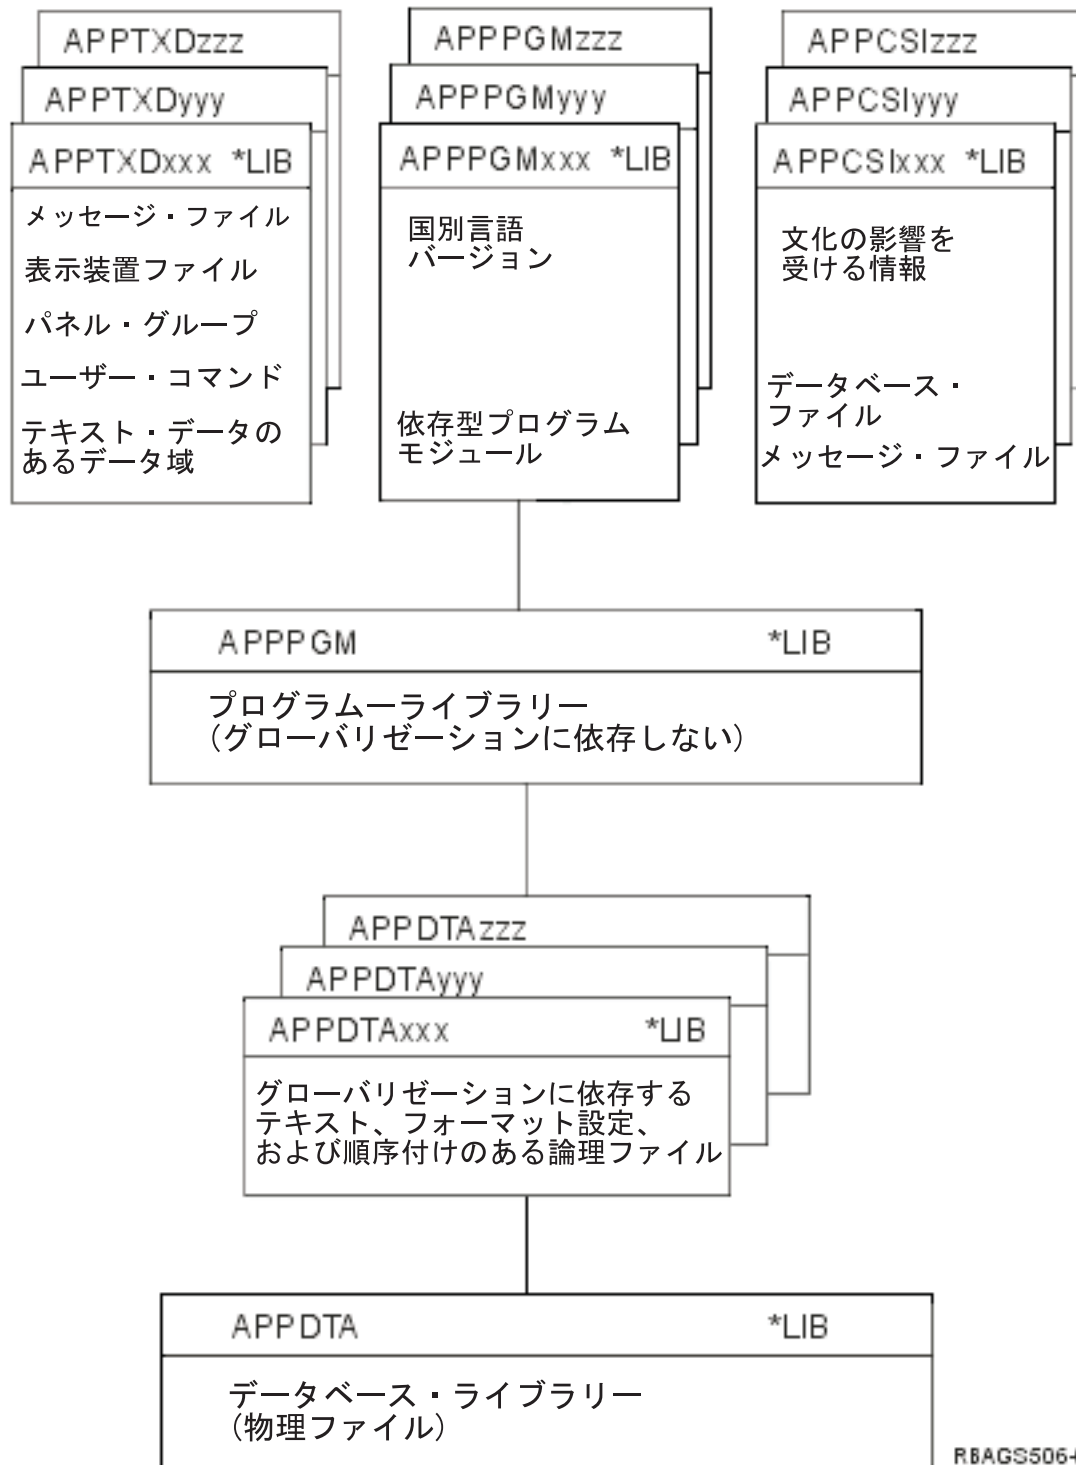 APPTXDzzz
APPTXDyyy
APPTXDxxx *LIB
メッセージ・ファイル
表示装置ファイル
パネル・グループ
ユーザー・コマンド
テキスト・データの
あるデータ域
APPPGMzzz
APPPGMyyy
APPPGMxxx *LIB
国別言語
バージョン
依存型プログラム
モジュール
APPCSIzzz
APPCSIyyy
APPCSIxxx *LIB
文化の影響を
受ける情報
データベース・
ファイル
メッセージ・ファイル
APPPGM *LIB
プログラムーライブラリー
(グローバリゼーションに依存しない)
APPDTAzzz
APPDTAyyy
APPDTAxxx *LIB
グローバリゼーションに依存する
テキスト、フォーマット設定、
および順序付けのある論理ファイル
APPDTA *LIB
データベース・ライブラリー
(物理ファイル)